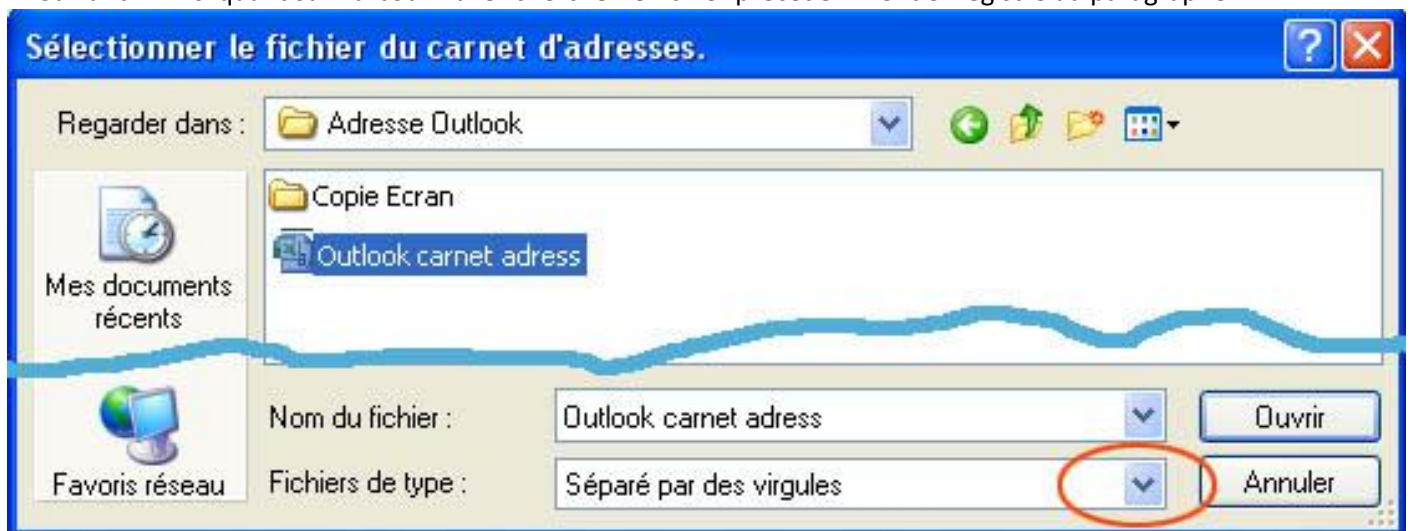 Sélectionner le fichier du carnet d'adresses.
Regarder dans : Adresse Outlook
Copie Ecran
Outlook carnet adress
Mes documents
récents
Nom du fichier : Outlook carnet adress Ouvrir
Favoris réseau Fichiers de type : Séparé par des virgules Annuler